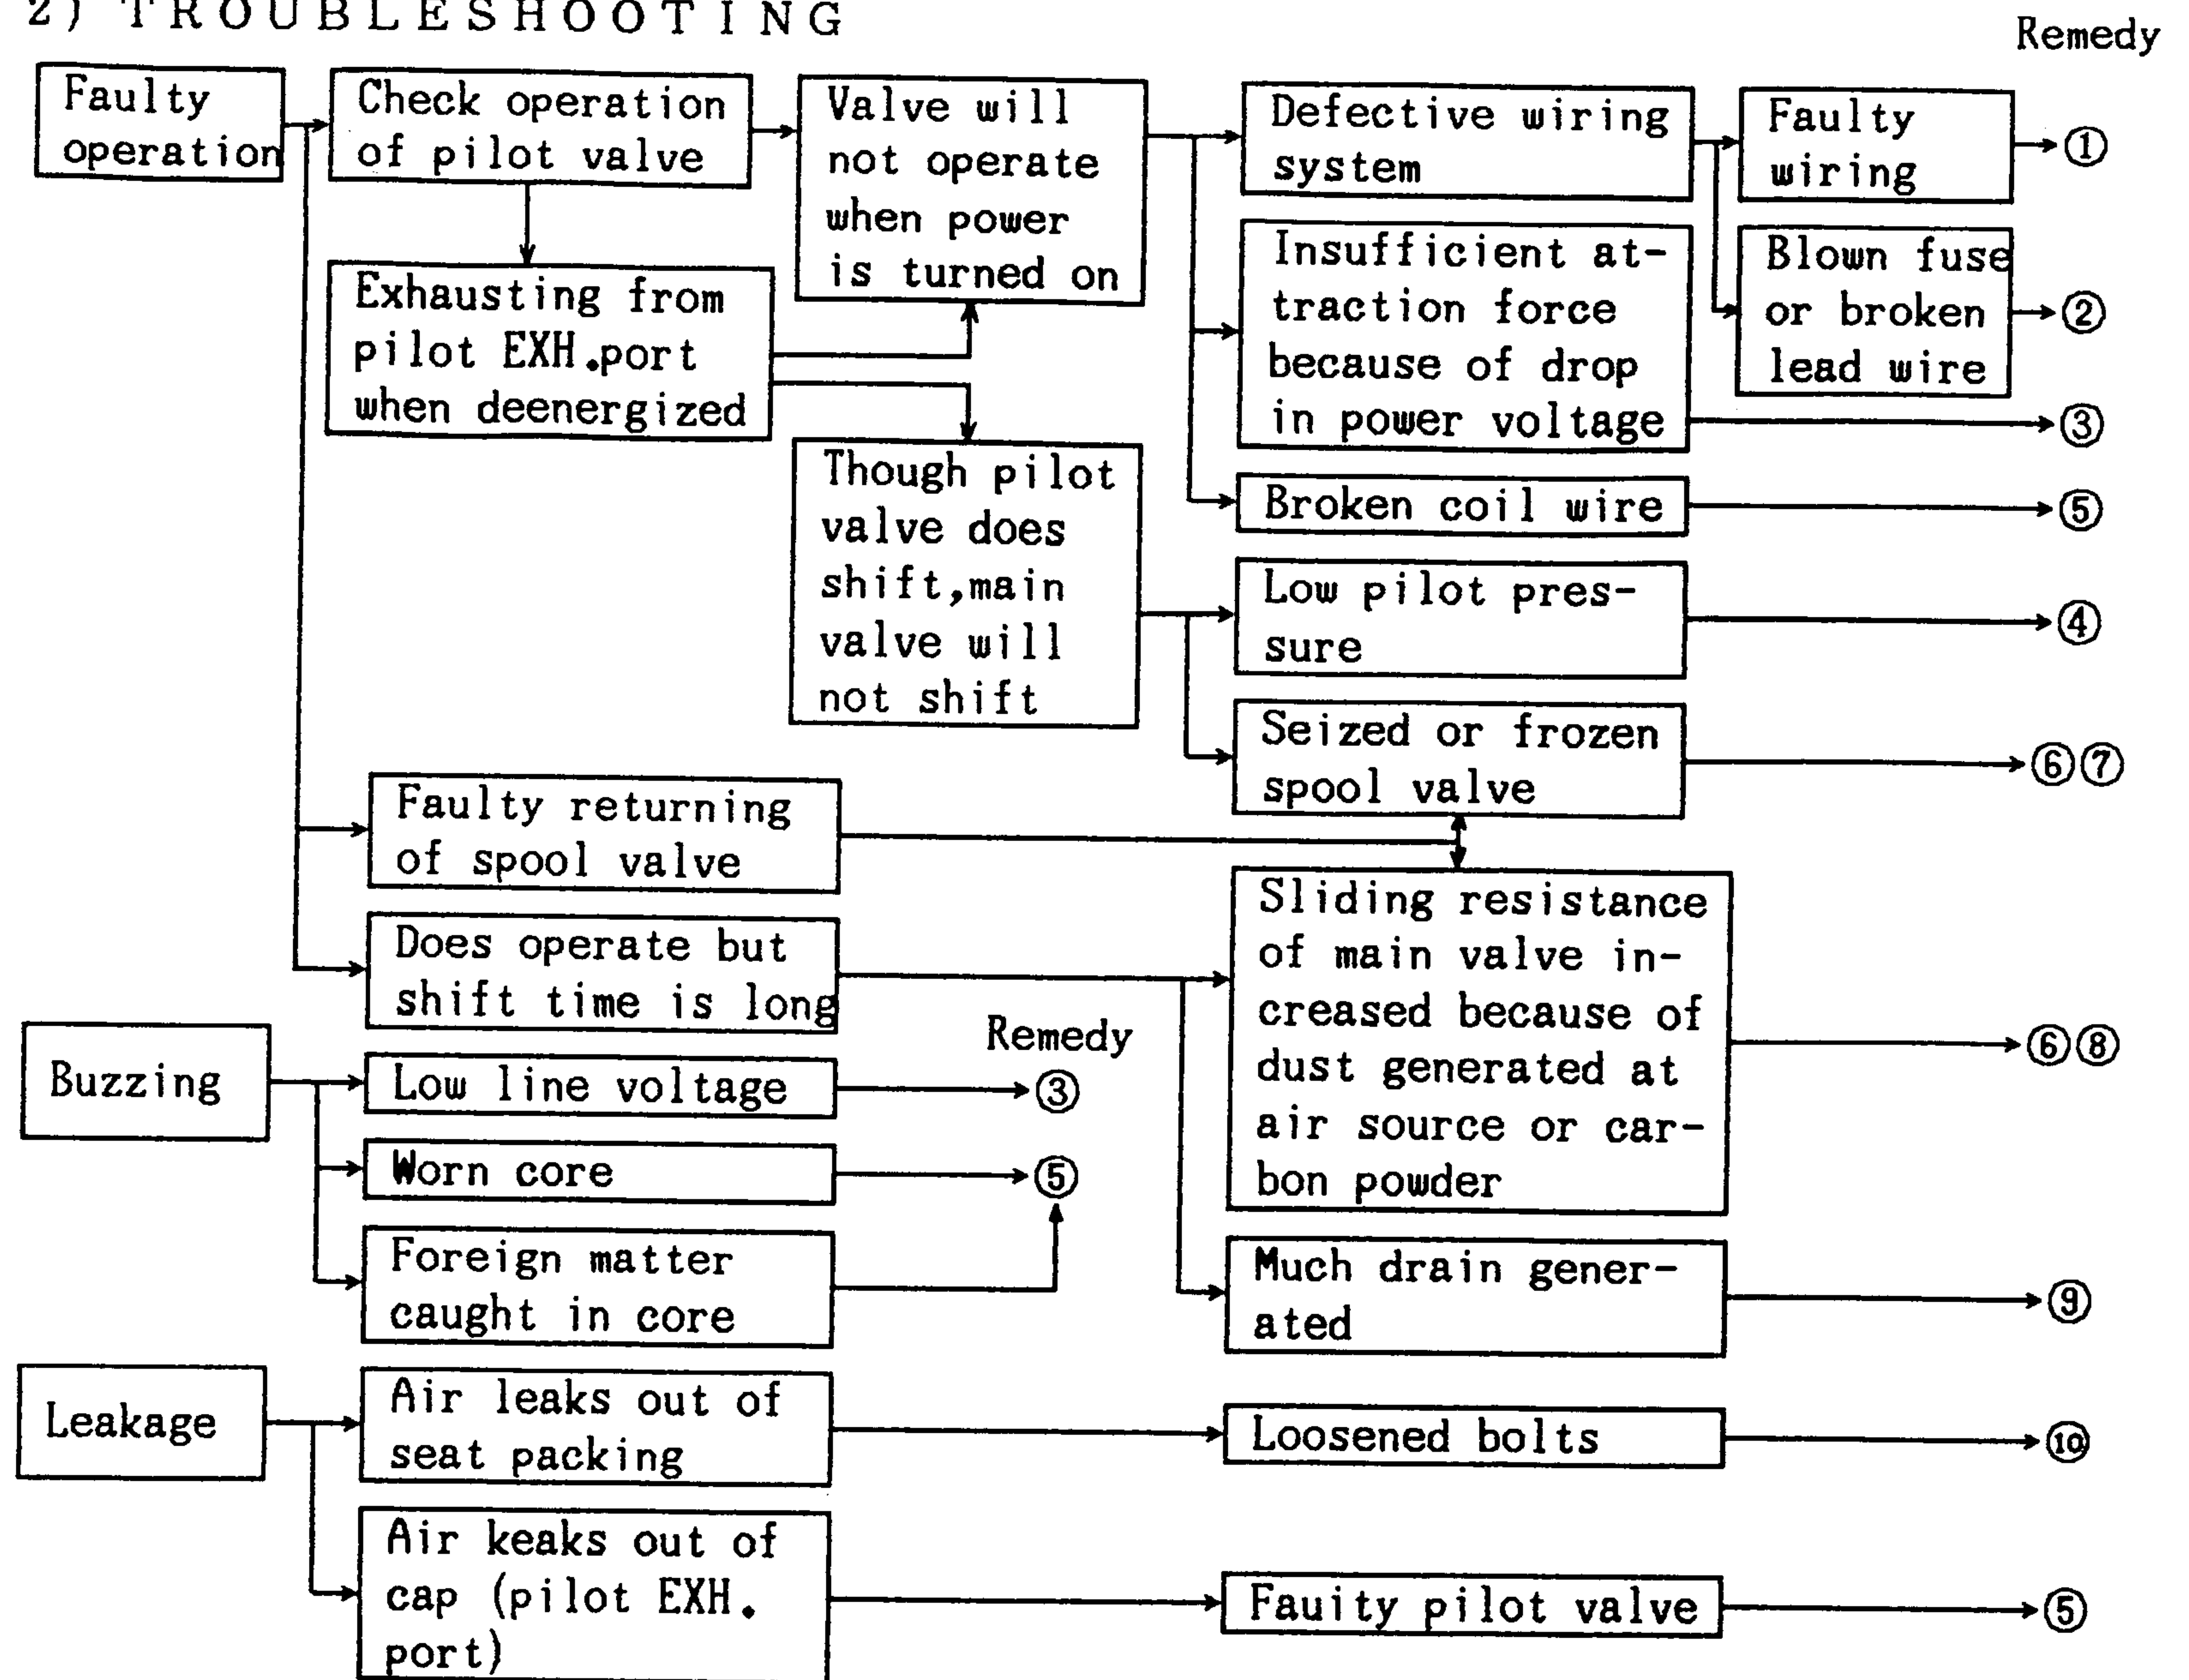 2) TROUBLESHOOTING
Remedy
Faulty
operation
Check operation
of pilot valve
Valve will
not operate
when power
is turned on
Defective wiring
system
Faulty
wiring
①
Exhausting from
pilot EXH.port
when deenergized
Insufficient at-
traction force
because of drop
in power voltage
Blown fuse
or broken
lead wire
②
③
Though pilot
valve does
shift,main
valve will
not shift
Broken coil wire
⑤
Low pilot pres-
sure
④
Seized or frozen
spool valve
⑥⑦
Faulty returning
of spool valve
Does operate but
shift time is long
Sliding resistance
of main valve in-
creased because of
dust generated at
air source or car-
bon powder
⑥⑧
Remedy
Buzzing
Low line voltage
③
Worn core
⑤
Foreign matter
caught in core
Much drain gener-
ated
⑨
Leakage
Air leaks out of
seat packing
Loosened bolts
⑩
Air keaks out of
cap (pilot EXH.
port)
Fauity pilot valve
⑤